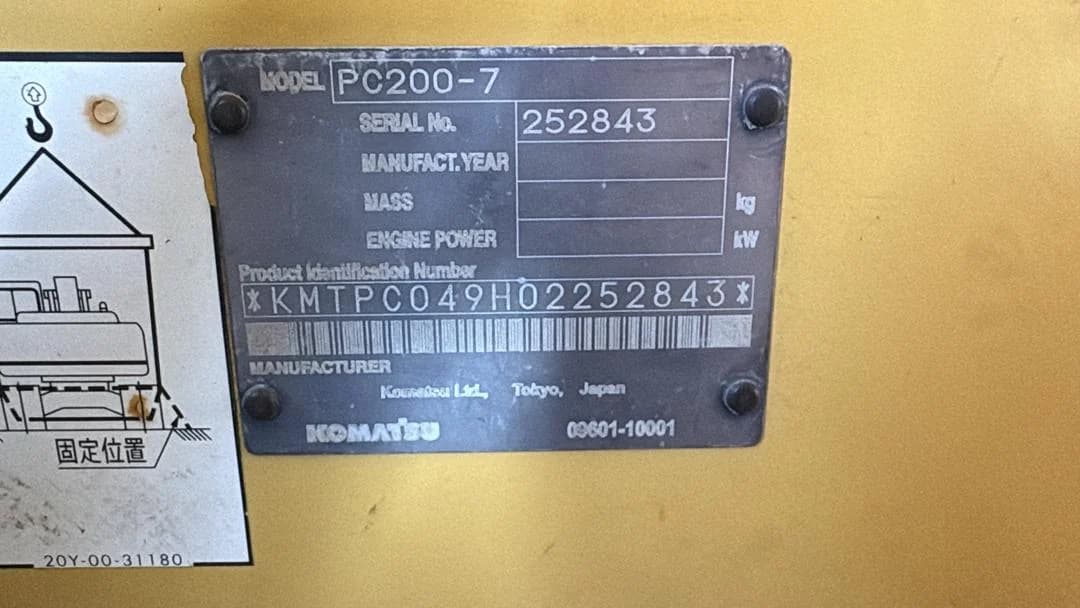 MODEL PC200-7
SERIAL No. 252843
MANUFACT. YEAR
MASS kg
ENGINE POWER kW
Product Identification Number
*KMTPC049H02252843*
MANUFACTURER
Komatsu Ltd., Tokyo, Japan
KOMATSU 09601-10001
固定位置
20Y-00-31180